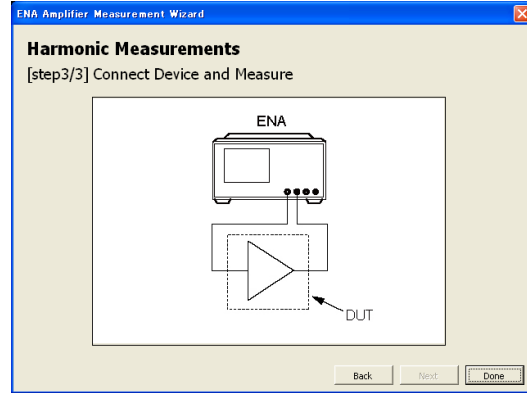 ENA Amplifier Measurement Wizard
Harmonic Measurements
[step3/3] Connect Device and Measure
ENA
DUT
Back
Next
Done